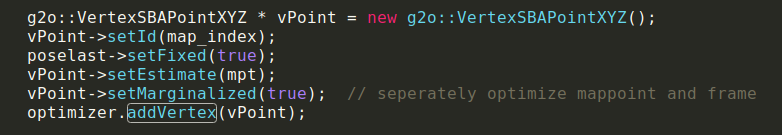 g2o::VertexSBAPointXYZ * vPoint = new g2o::VertexSBAPointXYZ();
vPoint->setId(map_index);
poselast->setFixed(true);
vPoint->setEstimate(mpt);
vPoint->setMarginalized(true);  // seperately optimize mappoint and frame
optimizer.addVertex(vPoint);